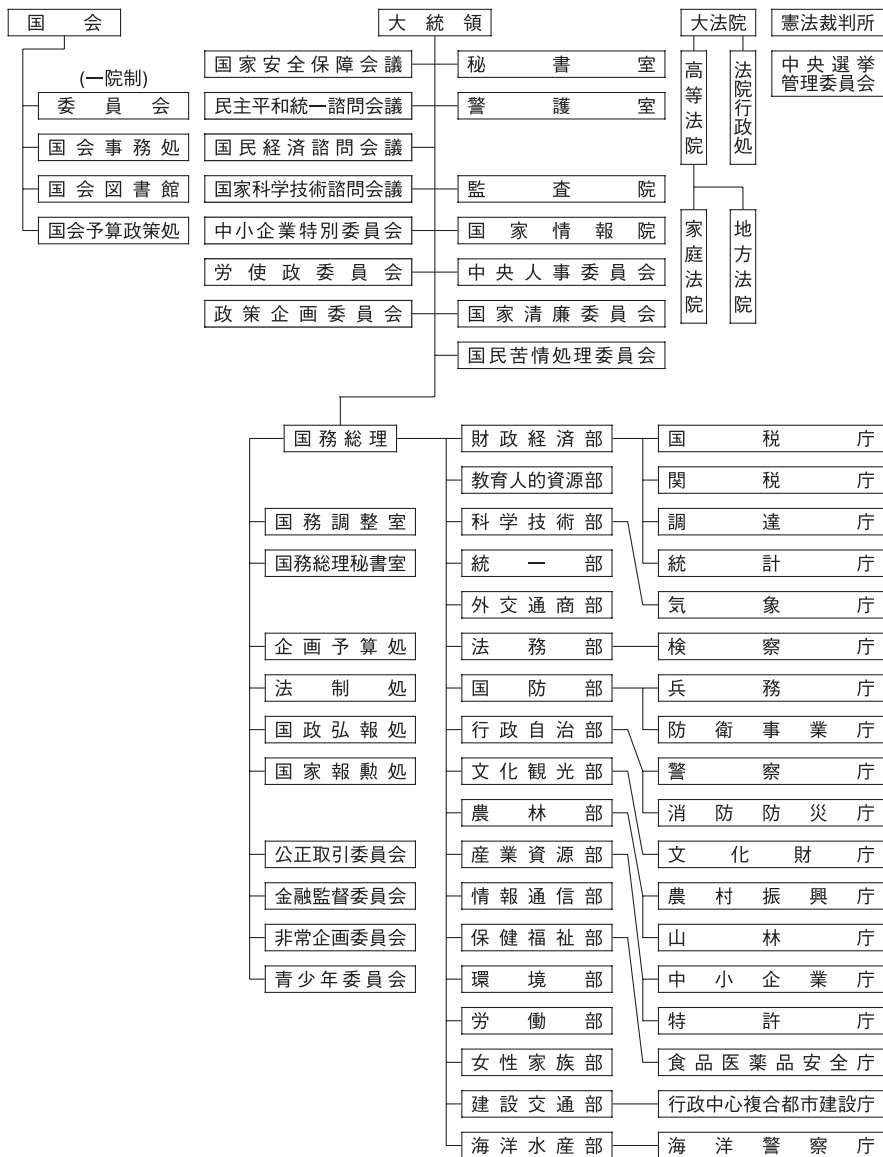 国会
(一院制)
委員会
国会事務処
国会図書館
国会予算政策処
大統領
国家安全保障会議
秘書室
民主平和統一諮問会議
警護室
国民経済諮問会議
国家科学技術諮問会議
監査院
中小企業特別委員会
国家情報院
労使政委員会
中央人事委員会
政策企画委員会
国家清廉委員会
国民苦情処理委員会
大法院
高等法院
法院行政処
家庭法院
地方法院
憲法裁判所
中央選挙
管理委員会
国務総理
国務調整室
国務総理秘書室
企画予算処
法制処
国政弘報処
国家報勲処
公正取引委員会
金融監督委員会
非常企画委員会
青少年委員会
財政経済部
教育人的資源部
科学技術部
統一部
外交通商部
法務部
国防部
行政自治部
文化観光部
農林部
産業資源部
情報通信部
保健福祉部
環境部
労働部
女性家族部
建設交通部
海洋水産部
国税庁
関税庁
調達庁
統計庁
気象庁
検察庁
兵務庁
防衛事業庁
警察庁
消防防災庁
文化財庁
農村振興庁
山林庁
中小企業庁
特許庁
食品医薬品安全庁
行政中心複合都市建設庁
海洋警察庁